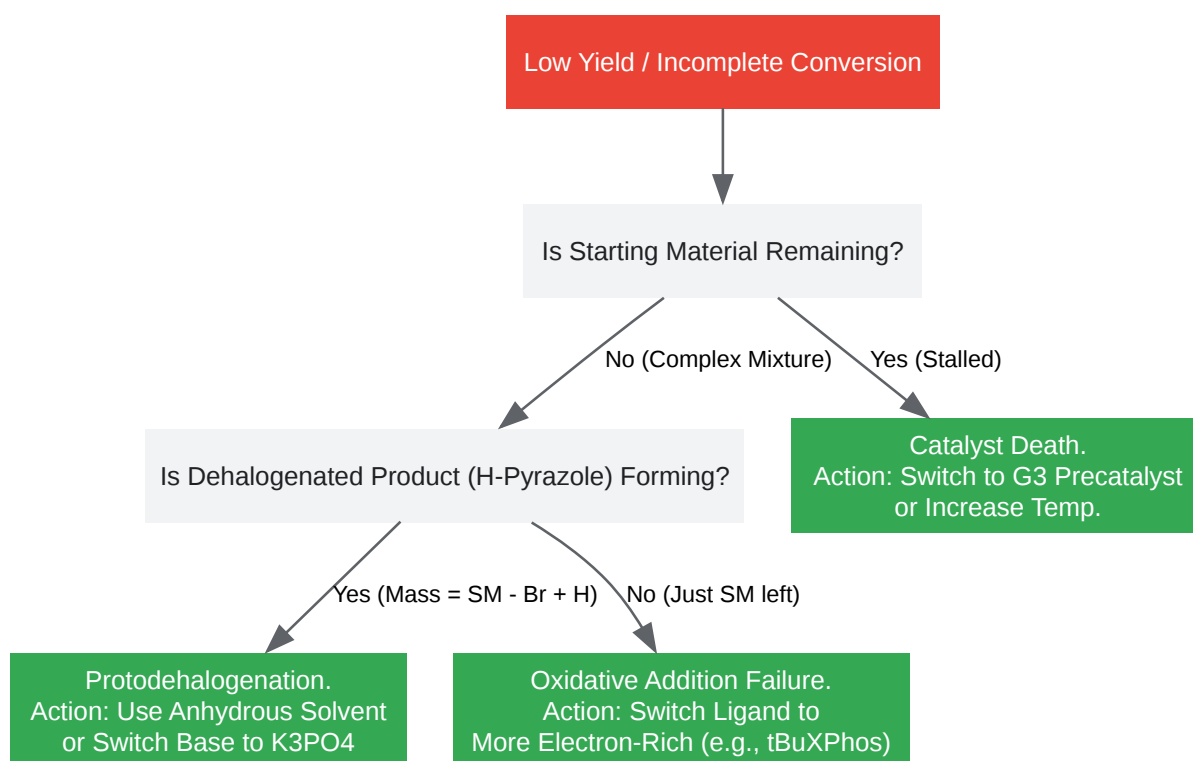 Low Yield / Incomplete Conversion
Is Starting Material Remaining?
No (Complex Mixture)
Yes (Stalled)
Is Dehalogenated Product (H-Pyrazole) Forming?
Catalyst Death.
Action: Switch to G3 Precatalyst
or Increase Temp.
Yes (Mass = SM - Br + H)
No (Just SM left)
Protodehalogenation.
Action: Use Anhydrous Solvent
or Switch Base to K3PO4
Oxidative Addition Failure.
Action: Switch Ligand to
More Electron-Rich (e.g., tBuXPhos)